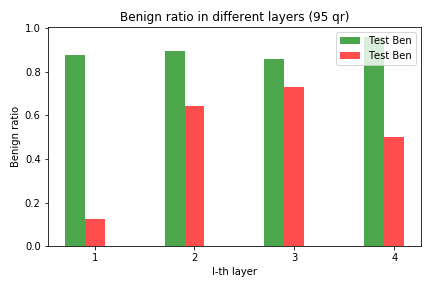 Benign ratio in different layers (95 qr)
Test Ben
Test Ben
Benign ratio
1.0
0.8
0.6
0.4
0.2
0.0
1 2 3 4
l-th layer